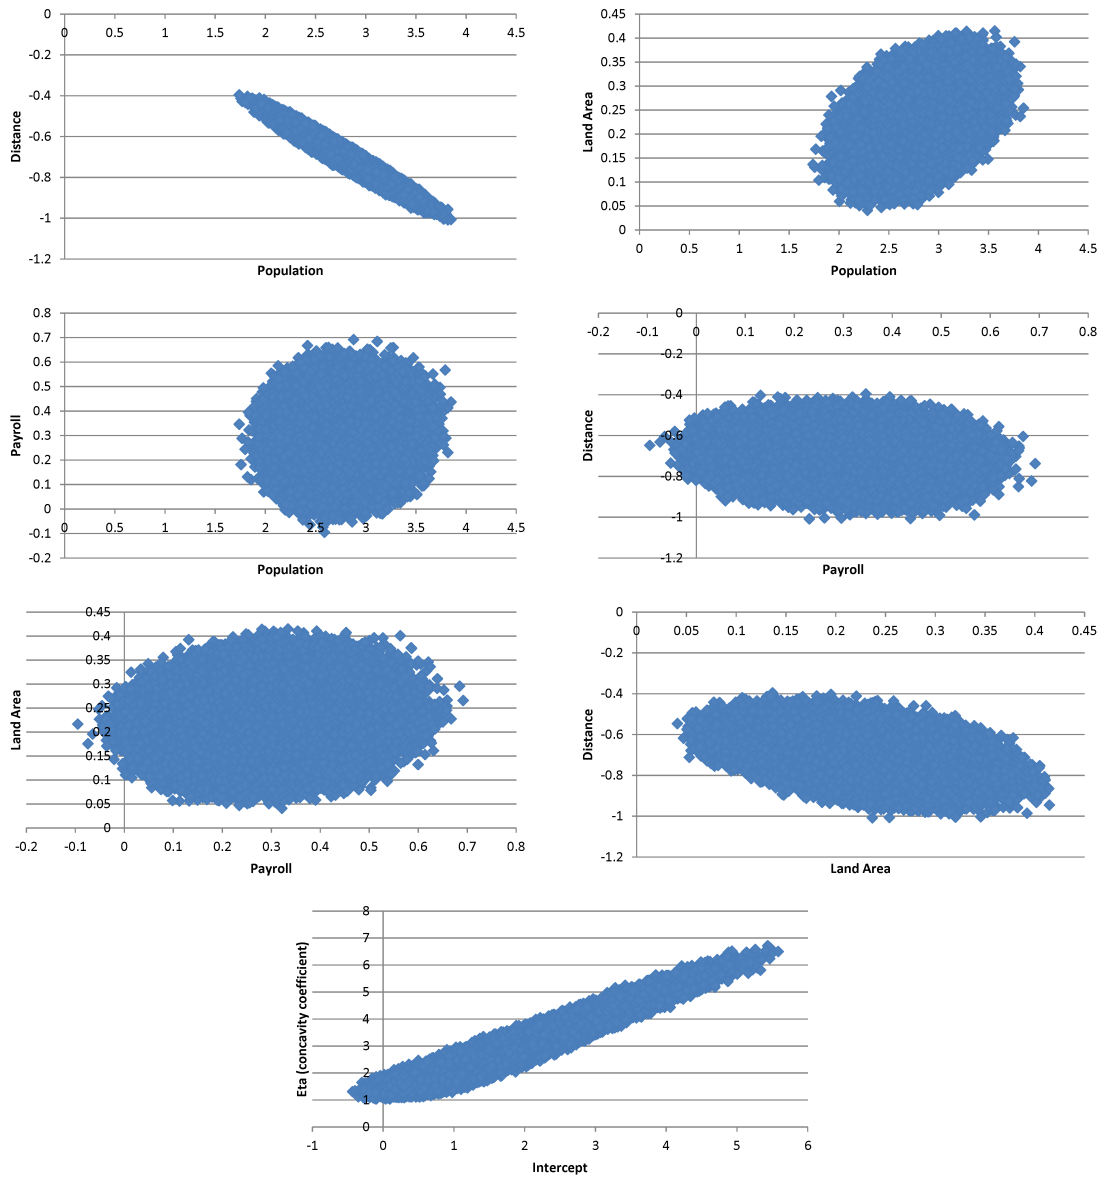 0
0 0.5 1 1.5 2 2.5 3 3.5 4 4.5
-0.2
-0.4
-0.6
-0.8
-1
-1.2
Distance
Population
0.45
0.4
0.35
0.3
0.25
0.2
0.15
0.1
0.05
0
0 0.5 1 1.5 2 2.5 3 3.5 4 4.5
Land Area
Population
0.8
0.7
0.6
0.5
0.4
0.3
0.2
0.1
0
0 0.5 1 1.5 2 2.5 3 3.5 4 4.5
-0.1
-0.2
Payroll
Population
0
-0.2 -0.1 0 0.1 0.2 0.3 0.4 0.5 0.6 0.7 0.8
-0.2
-0.4
-0.6
-0.8
-1
-1.2
Distance
Payroll
0.45
0.4
0.35
0.3
0.25
0.2
0.15
0.1
0.05
0
-0.2 -0.1 0 0.1 0.2 0.3 0.4 0.5 0.6 0.7 0.8
Land Area
Payroll
0
0 0.05 0.1 0.15 0.2 0.25 0.3 0.35 0.4 0.45
-0.2
-0.4
-0.6
-0.8
-1
-1.2
Distance
Land Area
8
7
6
5
4
3
2
1
0
-1 0 1 2 3 4 5 6
Eta (concavity coefficient)
Intercept